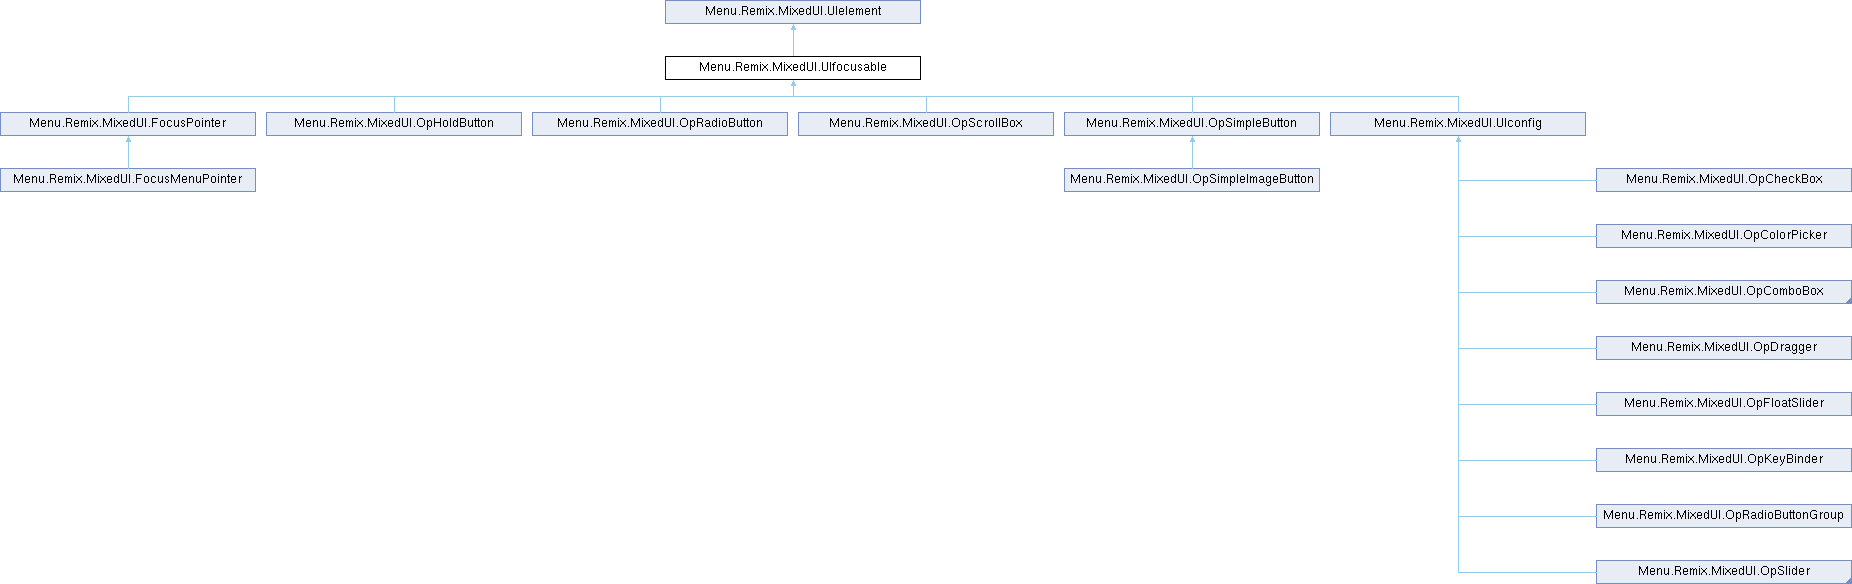 Menu.Remix.MixedUI.UIelement
Menu.Remix.MixedUI.UIfocusable
Menu.Remix.MixedUI.FocusPointer
Menu.Remix.MixedUI.OpHoldButton
Menu.Remix.MixedUI.OpRadioButton
Menu.Remix.MixedUI.OpScrollBox
Menu.Remix.MixedUI.OpSimpleButton
Menu.Remix.MixedUI.UIconfig
Menu.Remix.MixedUI.FocusMenuPointer
Menu.Remix.MixedUI.OpSimpleImageButton
Menu.Remix.MixedUI.OpCheckBox
Menu.Remix.MixedUI.OpColorPicker
Menu.Remix.MixedUI.OpComboBox
Menu.Remix.MixedUI.OpDragger
Menu.Remix.MixedUI.OpFloatSlider
Menu.Remix.MixedUI.OpKeyBinder
Menu.Remix.MixedUI.OpRadioButtonGroup
Menu.Remix.MixedUI.OpSlider